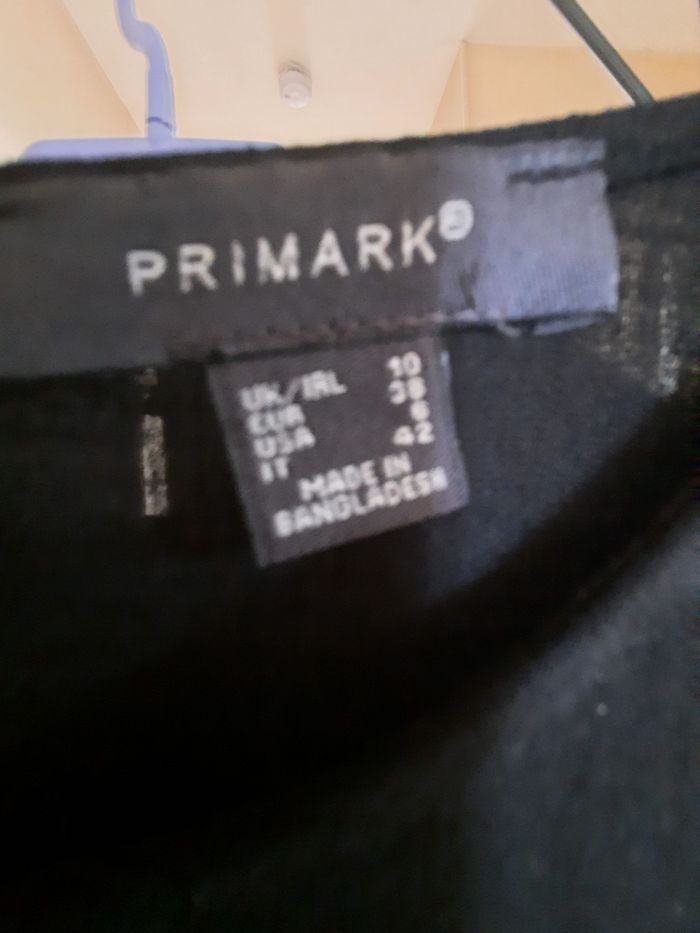 PRIMARK®
UK/IRL 10
EUR 38
USA 6
IT 42
MADE IN
BANGLADESH